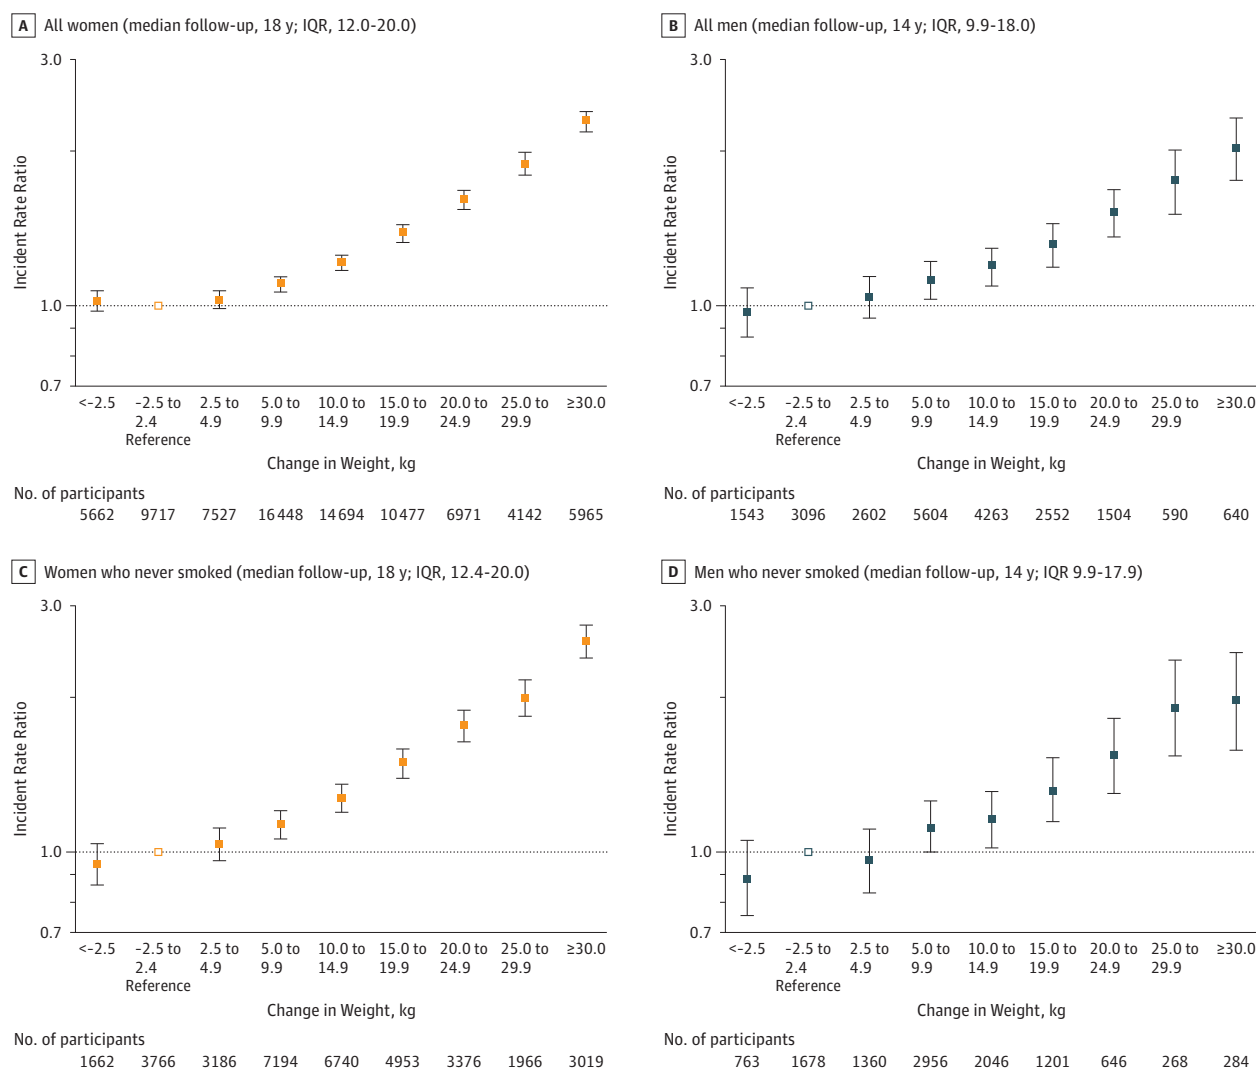 A All women (median follow-up, 18 y; IQR, 12.0-20.0)
3.0
1.0
0.7
Incident Rate Ratio
<-2.5 -2.5 to 2.5 to 5.0 to 10.0 to 15.0 to 20.0 to 25.0 to ≥30.0
2.4 4.9 9.9 14.9 19.9 24.9 29.9
Reference
Change in Weight, kg
No. of participants
5662 9717 7527 16448 14694 10477 6971 4142 5965
B All men (median follow-up, 14 y; IQR, 9.9-18.0)
3.0
1.0
0.7
Incident Rate Ratio
<-2.5 -2.5 to 2.5 to 5.0 to 10.0 to 15.0 to 20.0 to 25.0 to ≥30.0
2.4 4.9 9.9 14.9 19.9 24.9 29.9
Reference
Change in Weight, kg
No. of participants
1543 3096 2602 5604 4263 2552 1504 590 640
C Women who never smoked (median follow-up, 18 y; IQR, 12.4-20.0)
3.0
1.0
0.7
Incident Rate Ratio
<-2.5 -2.5 to 2.5 to 5.0 to 10.0 to 15.0 to 20.0 to 25.0 to ≥30.0
2.4 4.9 9.9 14.9 19.9 24.9 29.9
Reference
Change in Weight, kg
No. of participants
1662 3766 3186 7194 6740 4953 3376 1966 3019
D Men who never smoked (median follow-up, 14 y; IQR 9.9-17.9)
3.0
1.0
0.7
Incident Rate Ratio
<-2.5 -2.5 to 2.5 to 5.0 to 10.0 to 15.0 to 20.0 to 25.0 to ≥30.0
2.4 4.9 9.9 14.9 19.9 24.9 29.9
Reference
Change in Weight, kg
No. of participants
763 1678 1360 2956 2046 1201 646 268 284